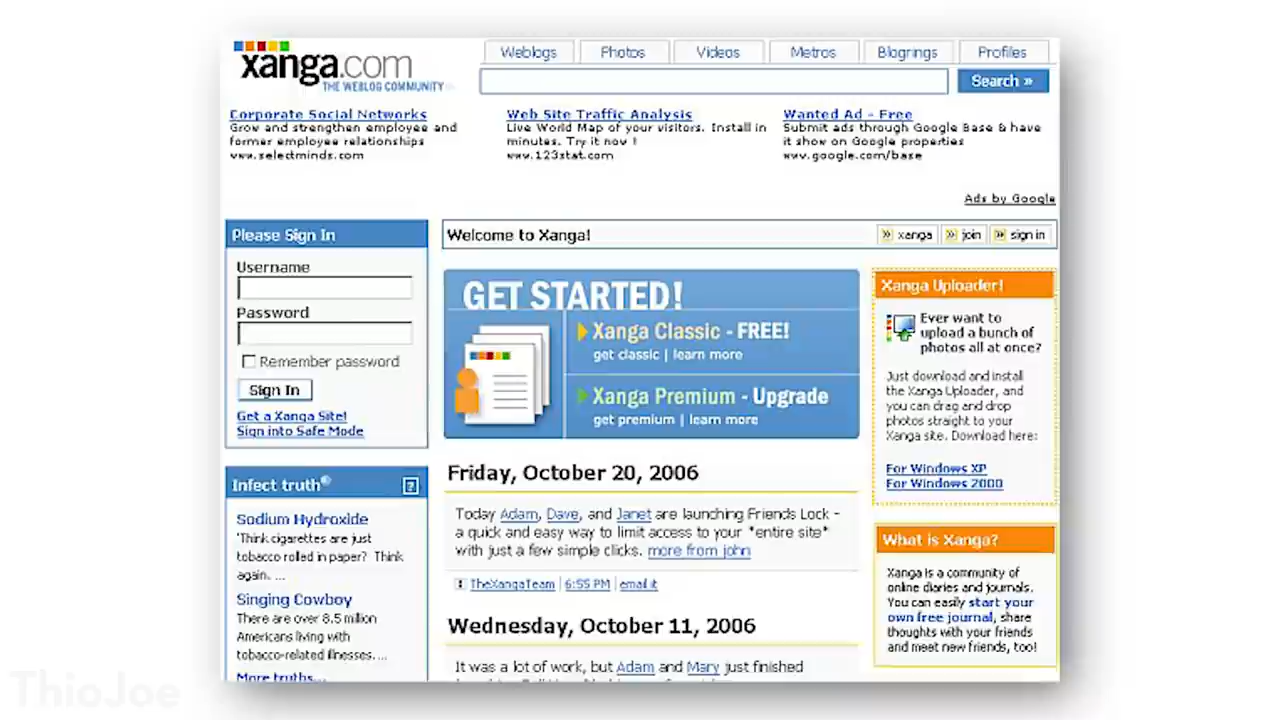 xanga.com
THE WEBLOG COMMUNITY
Weblogs Photos Videos Metros Blogrings Profiles
Search »
Corporate Social Networks
Grow and strengthen employee and
former employee relationships
www.selectminds.com
Web Site Traffic Analysis
Live World Map of your visitors. Install in
minutes. Try it now !
www.123stat.com
Wanted Ad - Free
Submit ads through Google Base & have
it show on Google properties
www.google.com/base
Ads by Google
Please Sign In
Username
Password
Remember password
Sign In
Get a Xanga Site!
Sign into Safe Mode
Infect truth ?
Sodium Hydroxide
'Think cigarettes are just
tobacco rolled in paper? Think
again. ...
Singing Cowboy
There are over 8.5 million
Americans living with
tobacco-related illnesses....
More truths...
Welcome to Xanga!
» xanga » join » sign in
GET STARTED!
Xanga Classic - FREE!
get classic | learn more
Xanga Premium - Upgrade
get premium | learn more
Friday, October 20, 2006
Today Adam, Dave, and Janet are launching Friends Lock -
a quick and easy way to limit access to your *entire site*
with just a few simple clicks. more from john
TheXangaTeam | 6:55 PM | email it
Wednesday, October 11, 2006
It was a lot of work, but Adam and Mary just finished
Xanga Uploader!
Ever want to
upload a bunch of
photos all at once?
Just download and install
the Xanga Uploader, and
you can drag and drop
photos straight to your
Xanga site. Download here:
For Windows XP
For Windows 2000
What is Xanga?
Xanga is a community of
online diaries and journals.
You can easily start your
own free journal, share
thoughts with your friends
and meet new friends, too!
ThioJoe